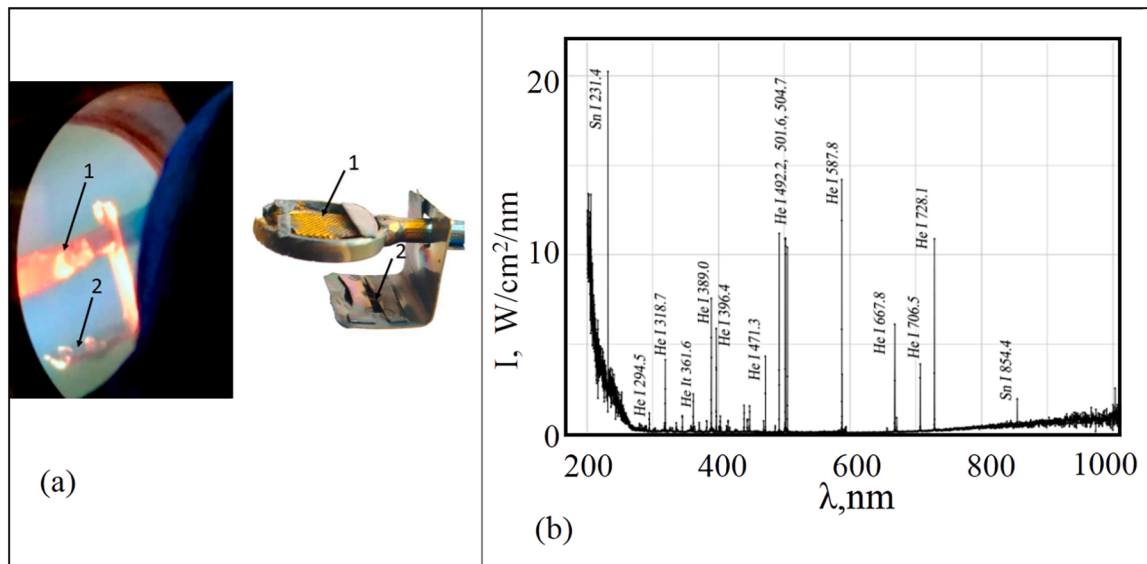 1
2
(a)
1
2
I, W/cm²/nm
20
10
0
Sn I 231.4
He I 294.5
He I 318.7
He It 361.6
He I 389.0
He I 396.4
He I 471.3
He I 492.2, 501.6, 504.7
He I 587.8
He I 667.8
He I 706.5
He I 728.1
Sn I 854.4
200 400 600 800 1000
λ,nm
(b)